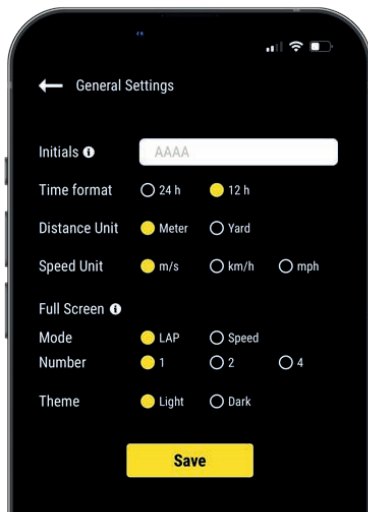 General Settings
Initials AAAA
Time format 24 h 12 h
Distance Unit Meter Yard
Speed Unit m/s km/h mph
Full Screen
Mode LAP Speed
Number 1 2 4
Theme Light Dark
Save